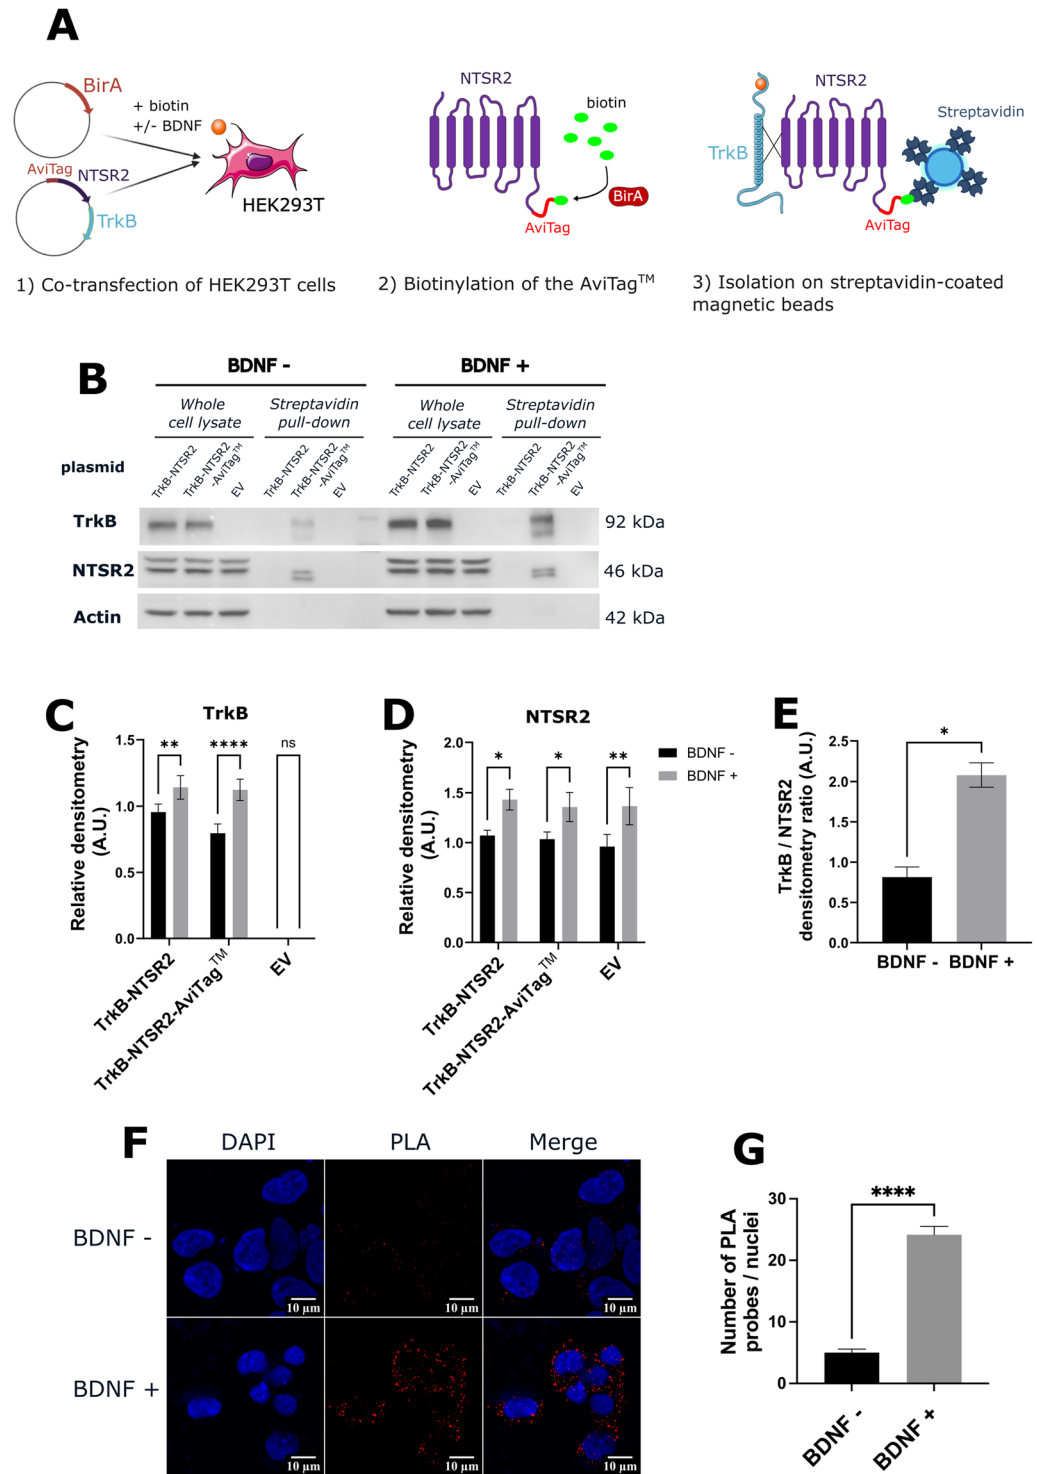 A
BirA
+ biotin
+/- BDNF
AviTag
NTSR2
TrkB
HEK293T
1) Co-transfection of HEK293T cells
NTSR2
biotin
BirA
AviTag
2) Biotinylation of the AviTag™
NTSR2
Streptavidin
TrkB
AviTag
3) Isolation on streptavidin-coated
magnetic beads
B
BDNF -
BDNF +
Whole
cell lysate
Streptavidin
pull-down
Whole
cell lysate
Streptavidin
pull-down
plasmid
TrkB-NTSR2
TrkB-NTSR2
-AviTag™
EV
TrkB-NTSR2
TrkB-NTSR2
-AviTag™
EV
TrkB-NTSR2
TrkB-NTSR2
-AviTag™
EV
TrkB-NTSR2
TrkB-NTSR2
-AviTag™
EV
TrkB
92 kDa
NTSR2
46 kDa
Actin
42 kDa
C
TrkB
Relative densitometry
(A.U.)
1.5
1.0
0.5
0.0
**
****
ns
TrkB-NTSR2
TrkB-NTSR2-AviTag™
EV
D
NTSR2
Relative densitometry
(A.U.)
2.0
1.5
1.0
0.5
0.0
*
*
**
TrkB-NTSR2
TrkB-NTSR2-AviTag™
EV
BDNF -
BDNF +
E
TrkB / NTSR2
densitometry ratio (A.U.)
2.5
2.0
1.5
1.0
0.5
0.0
*
BDNF -
BDNF +
F
DAPI
PLA
Merge
BDNF -
10 µm
10 µm
10 µm
BDNF +
10 µm
10 µm
10 µm
G
Number of PLA
probes / nuclei
30
20
10
0
****
BDNF -
BDNF +